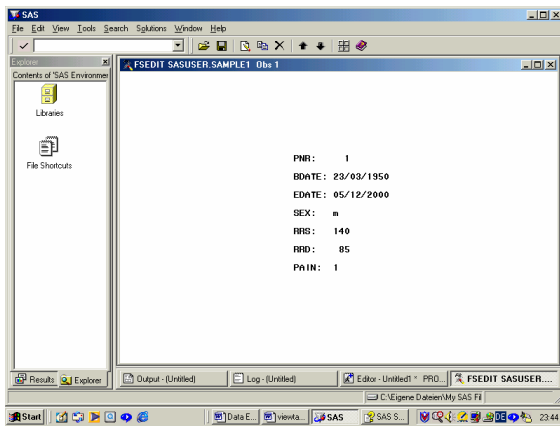 SAS
File Edit View Tools Search Solutions Window Help
Explorer
Contents of 'SAS Environmer
Libraries
File Shortcuts
FSEDIT SASUSER.SAMPLE1 Obs 1
PNR: 1
BDATE: 23/03/1950
EDATE: 05/12/2000
SEX: m
RRS: 140
RRD: 85
PAIN: 1
Results Explorer
Output - (Untitled) Log - (Untitled) Editor - Untitled1 * PRO... FSEDIT SASUSER....
C:\Eigene Dateien\My SAS Fil
Start Data E... viewta... SAS SAS S... DE 23:44